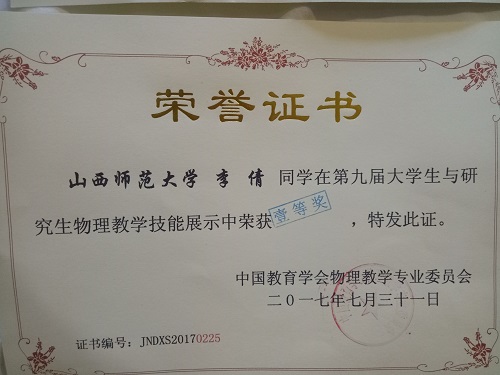 荣誉证书
山西师范大学 李倩 同学在第九届大学生与研
究生物理教学技能展示中荣获 壹等奖 ，特发此证。
中国教育学会物理教学专业委员会
二0一七年七月三十一日
证书编号：JNDXS20170225